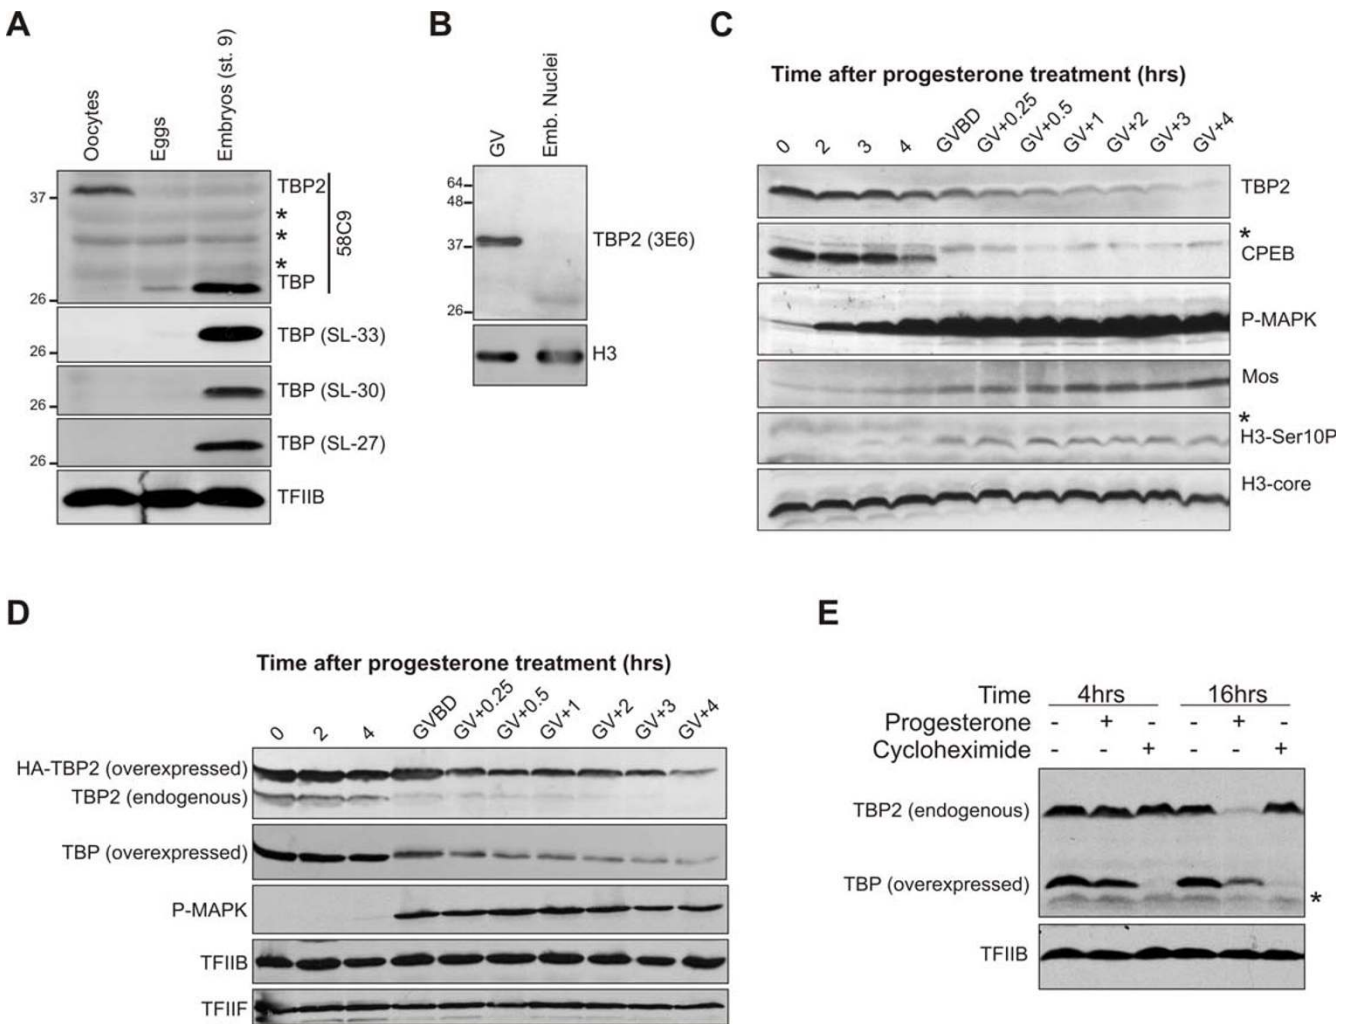 A
Oocytes
Eggs
Embryos (st. 9)
37
26
TBP2
*
*
*
TBP
58C9
26
TBP (SL-33)
26
TBP (SL-30)
26
TBP (SL-27)
TFIIB
B
GV
Emb. Nuclei
64
48
37
26
TBP2 (3E6)
H3
C
Time after progesterone treatment (hrs)
0 2 3 4 GVBD GV+0.25 GV+0.5 GV+1 GV+2 GV+3 GV+4
TBP2
*
CPEB
P-MAPK
Mos
*
H3-Ser10P
H3-core
D
Time after progesterone treatment (hrs)
0 2 4 GVBD GV+0.25 GV+0.5 GV+1 GV+2 GV+3 GV+4
HA-TBP2 (overexpressed)
TBP2 (endogenous)
TBP (overexpressed)
P-MAPK
TFIIB
TFIIF
E
Time 4hrs 16hrs
Progesterone - + - - + -
Cycloheximide - - + - - +
TBP2 (endogenous)
TBP (overexpressed)
*
TFIIB